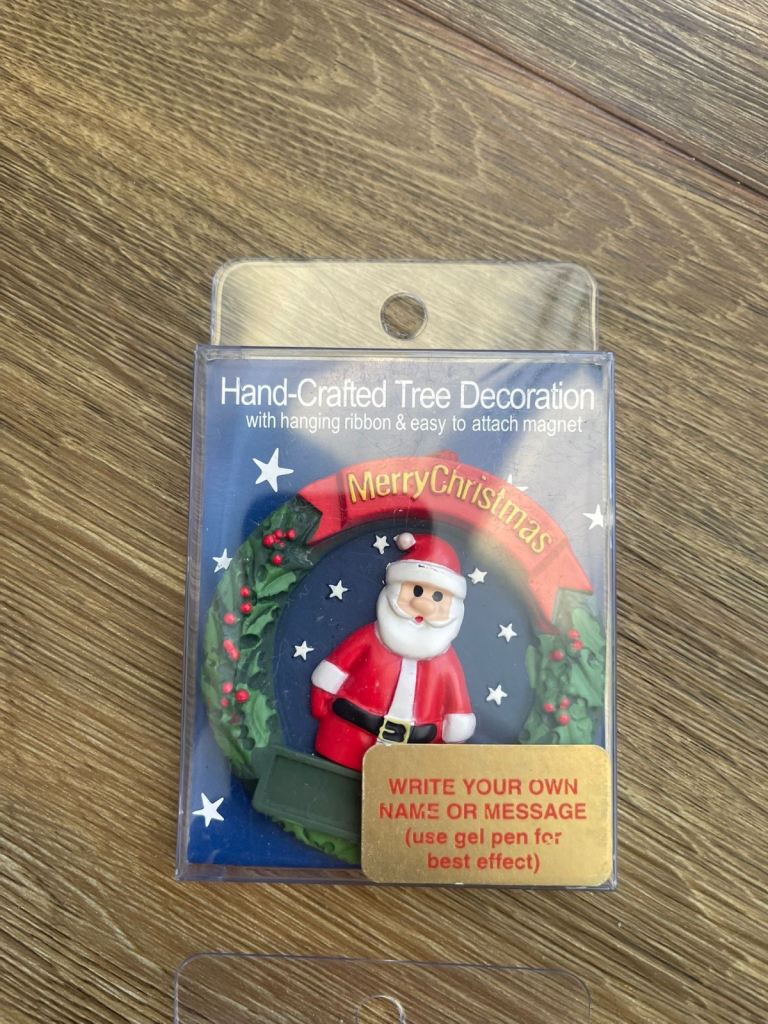 Hand-Crafted Tree Decoration
with hanging ribbon & easy to attach magnet
MerryChristmas
WRITE YOUR OWN
NAME OR MESSAGE
(use gel pen for
best effect)